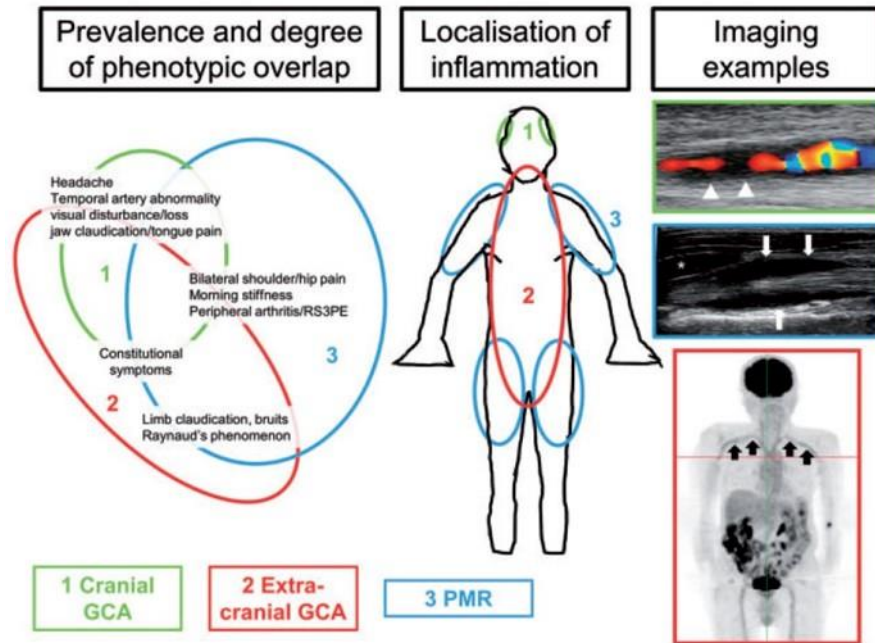 Prevalence and degree
of phenotypic overlap
Localisation of
inflammation
Imaging
examples
Headache
Temporal artery abnormality
visual disturbance/loss
jaw claudication/tongue pain
1
Bilateral shoulder/hip pain
Morning stiffness
Peripheral arthritis/RS3PE
3
Constitutional
symptoms
2
Limb claudication, bruits
Raynaud's phenomenon
1
3
2
*
1 Cranial
GCA
2 Extra-
cranial GCA
3 PMR